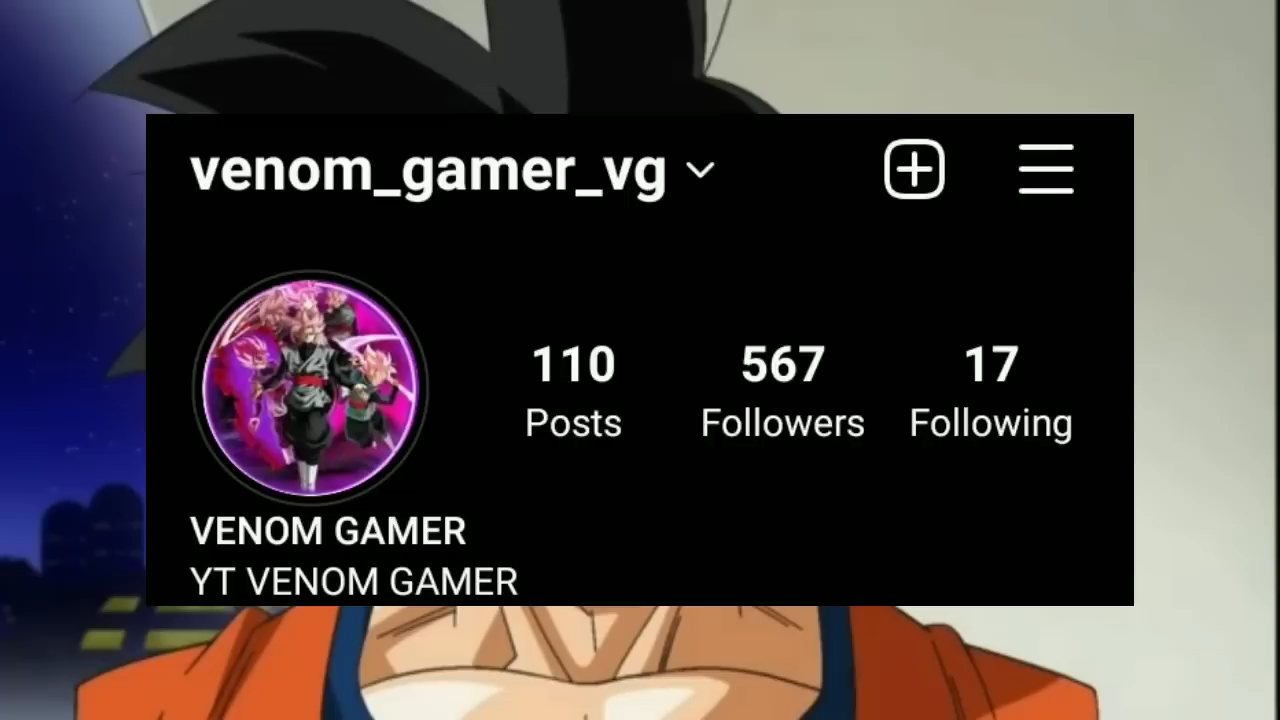 venom_gamer_vg
110 567 17
Posts Followers Following
VENOM GAMER
YT VENOM GAMER